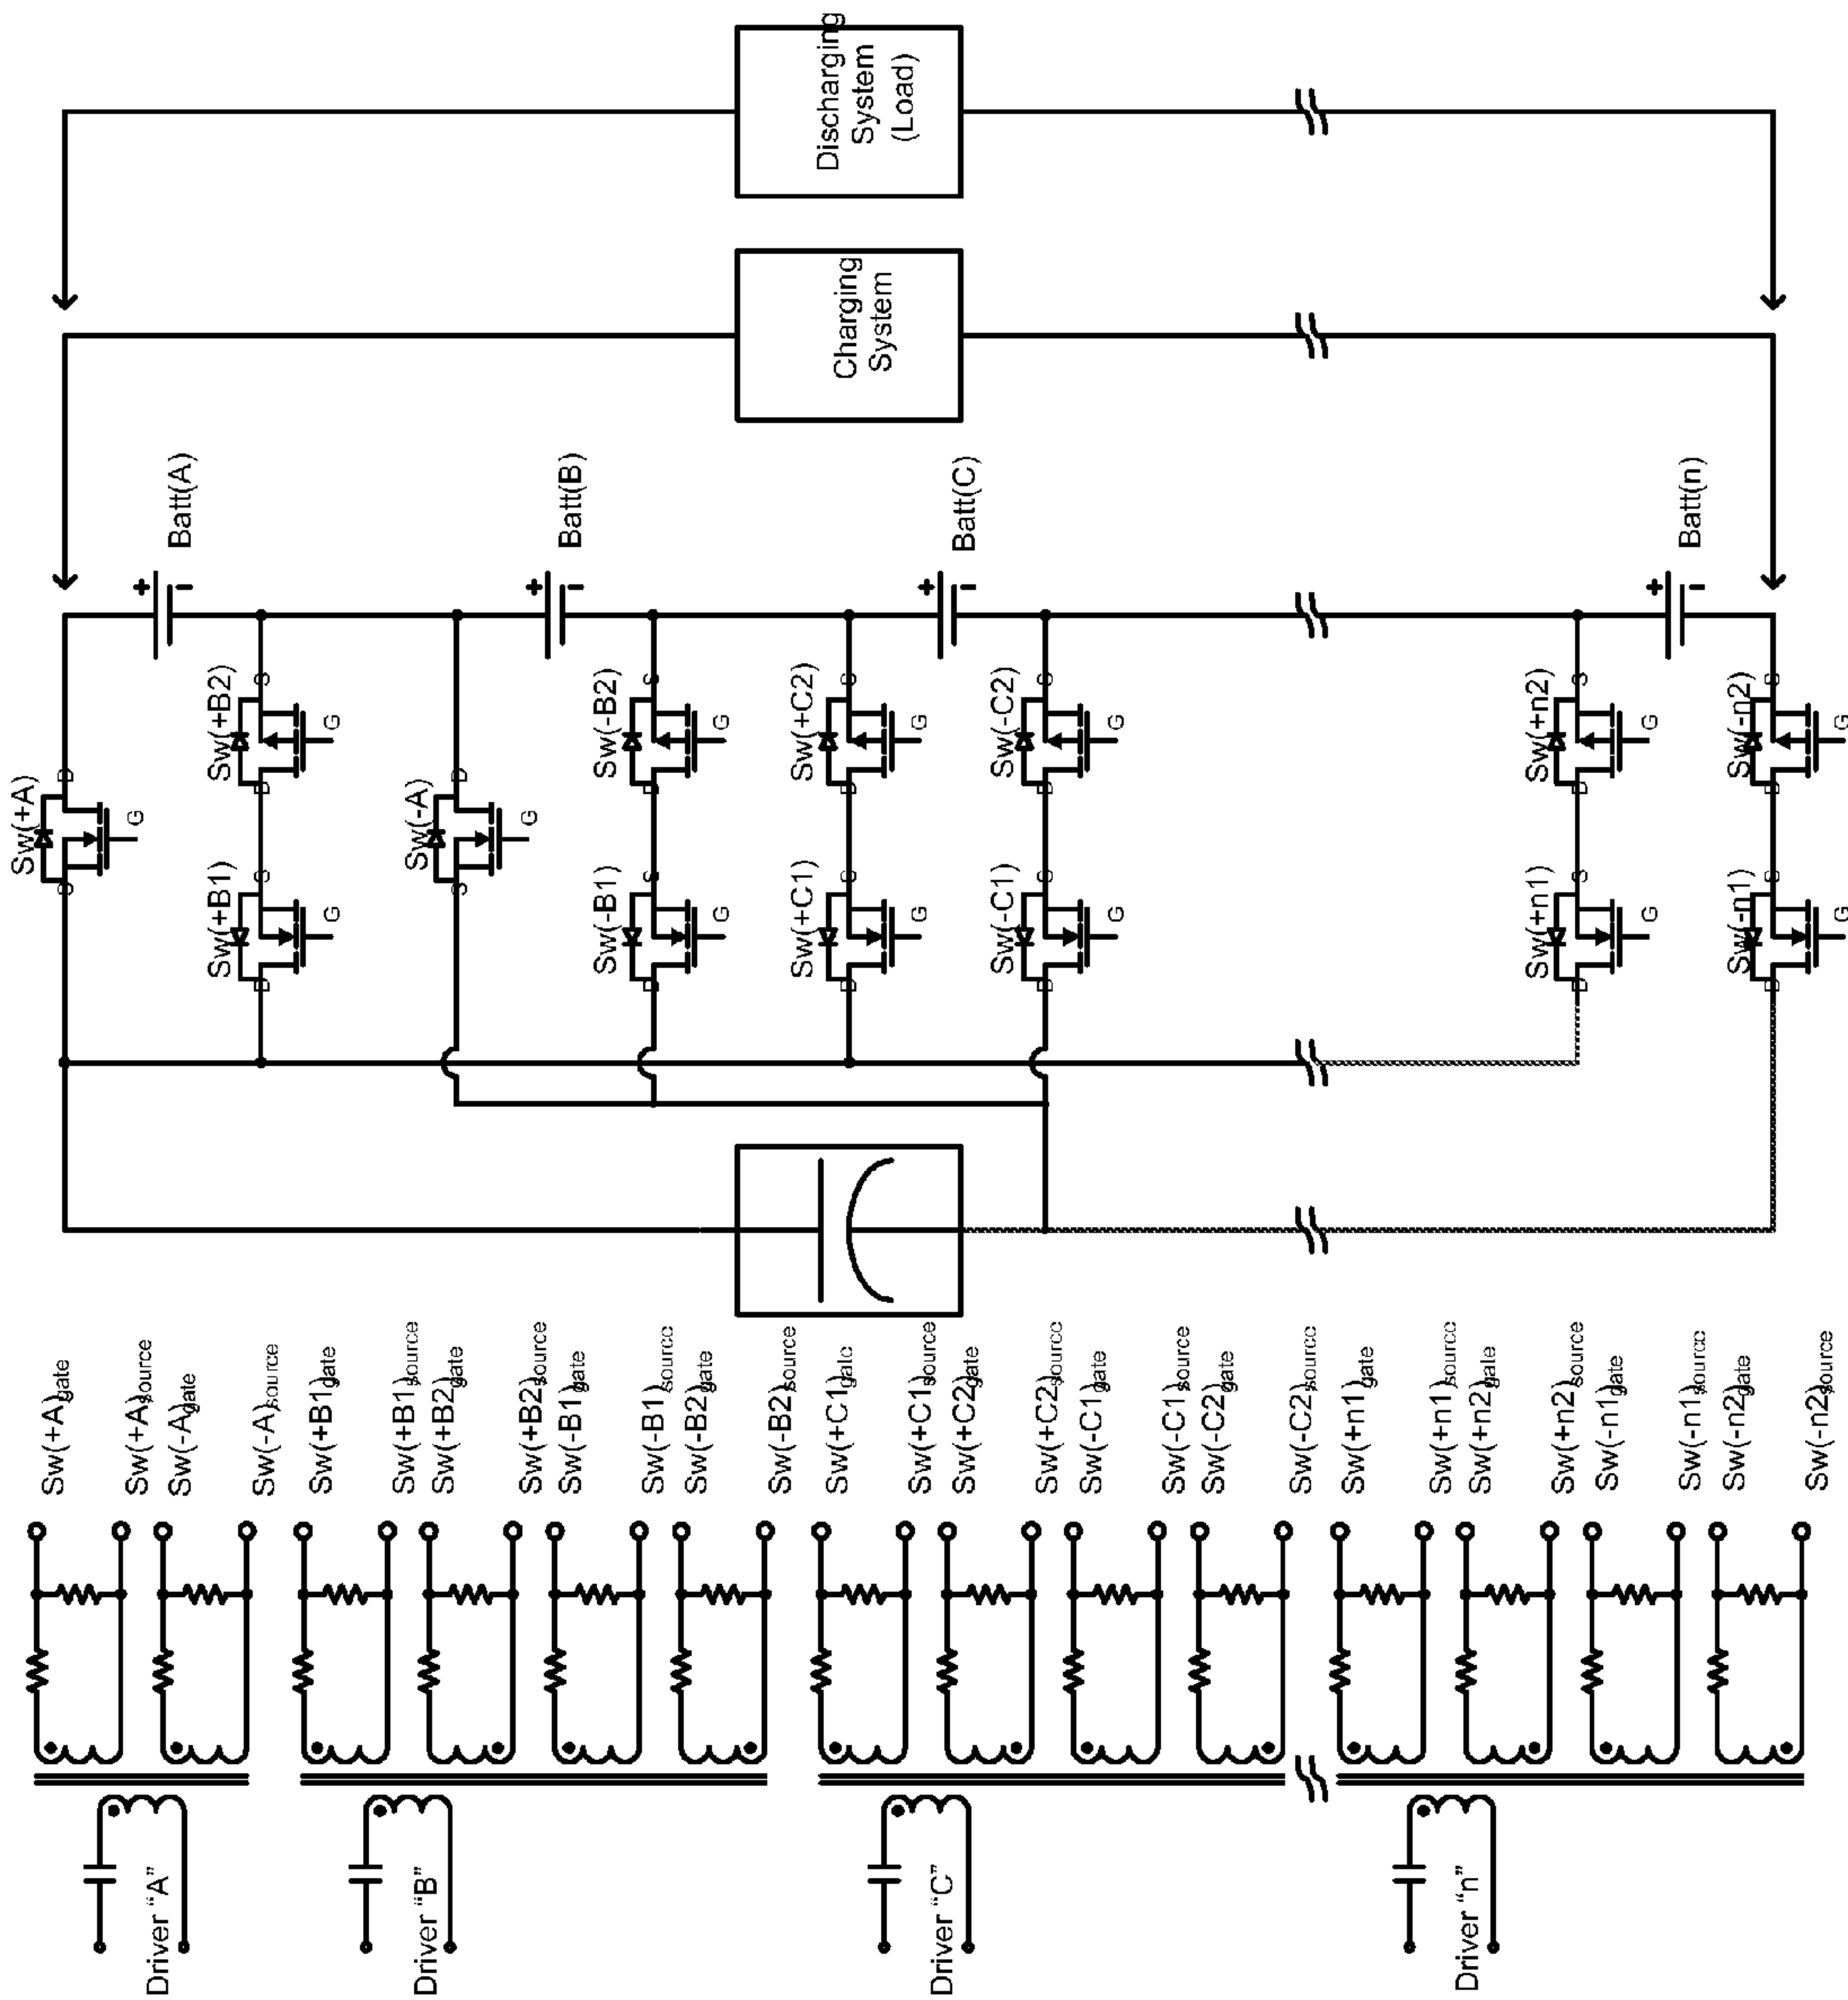 Discharging
System
(Load)
Charging
System
Batt(A)
Batt(B)
Batt(C)
Batt(n)
Sw(+A)
S
D
G
Sw(+B1)
D
S
G
Sw(+B2)
D
S
G
Sw(-A)
S
D
G
Sw(-B1)
D
S
G
Sw(-B2)
D
S
G
Sw(+C1)
D
S
G
Sw(+C2)
D
S
G
Sw(-C1)
D
S
G
Sw(-C2)
D
S
G
Sw(+n1)
D
S
G
Sw(+n2)
D
S
G
Sw(-n1)
D
S
G
Sw(-n2)
D
S
G
Sw(+A)gate
Sw(+A)source
Sw(-A)gate
Sw(-A)source
Sw(+B1)gate
Sw(+B1)source
Sw(+B2)gate
Sw(+B2)source
Sw(-B1)gate
Sw(-B1)source
Sw(-B2)gate
Sw(-B2)source
Sw(+C1)gate
Sw(+C1)source
Sw(+C2)gate
Sw(+C2)source
Sw(-C1)gate
Sw(-C1)source
Sw(-C2)gate
Sw(-C2)source
Sw(+n1)gate
Sw(+n1)source
Sw(+n2)gate
Sw(+n2)source
Sw(-n1)gate
Sw(-n1)source
Sw(-n2)gate
Sw(-n2)source
Driver “A”
Driver “B”
Driver “C”
Driver “n”